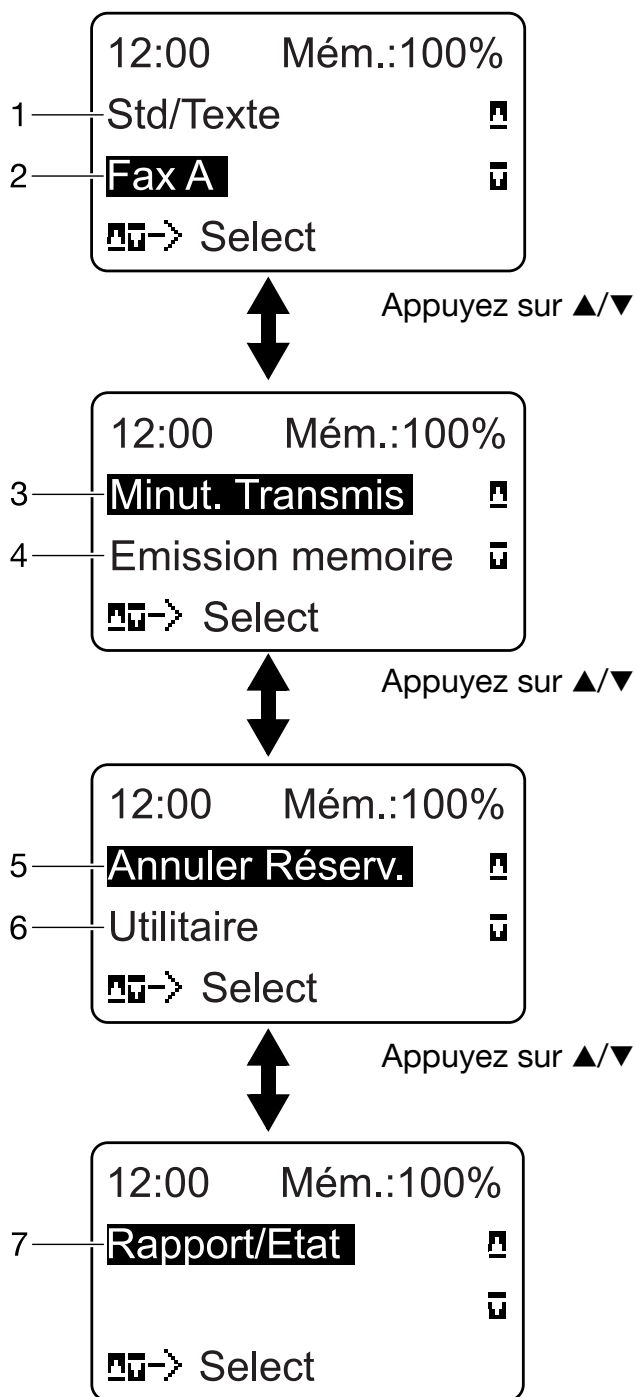 12:00 Mém.:100%
1 Std/Texte
2 Fax A
Select
Appuyez sur ▲/▼
12:00 Mém.:100%
3 Minut. Transmis
4 Emission memoire
Select
Appuyez sur ▲/▼
12:00 Mém.:100%
5 Annuler Réserv.
6 Utilitaire
Select
Appuyez sur ▲/▼
12:00 Mém.:100%
7 Rapport/Etat
Select